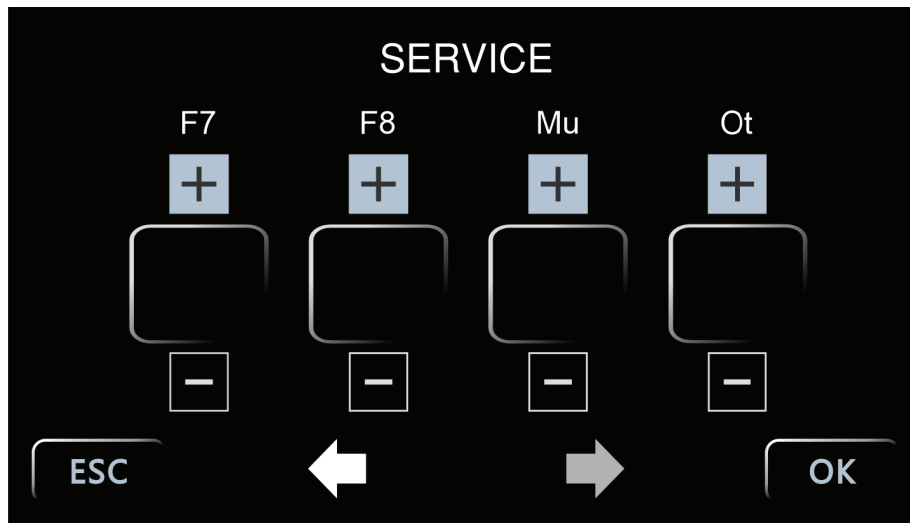 SERVICE
F7 F8 Mu Ot
+ + + +
− − − −
ESC OK